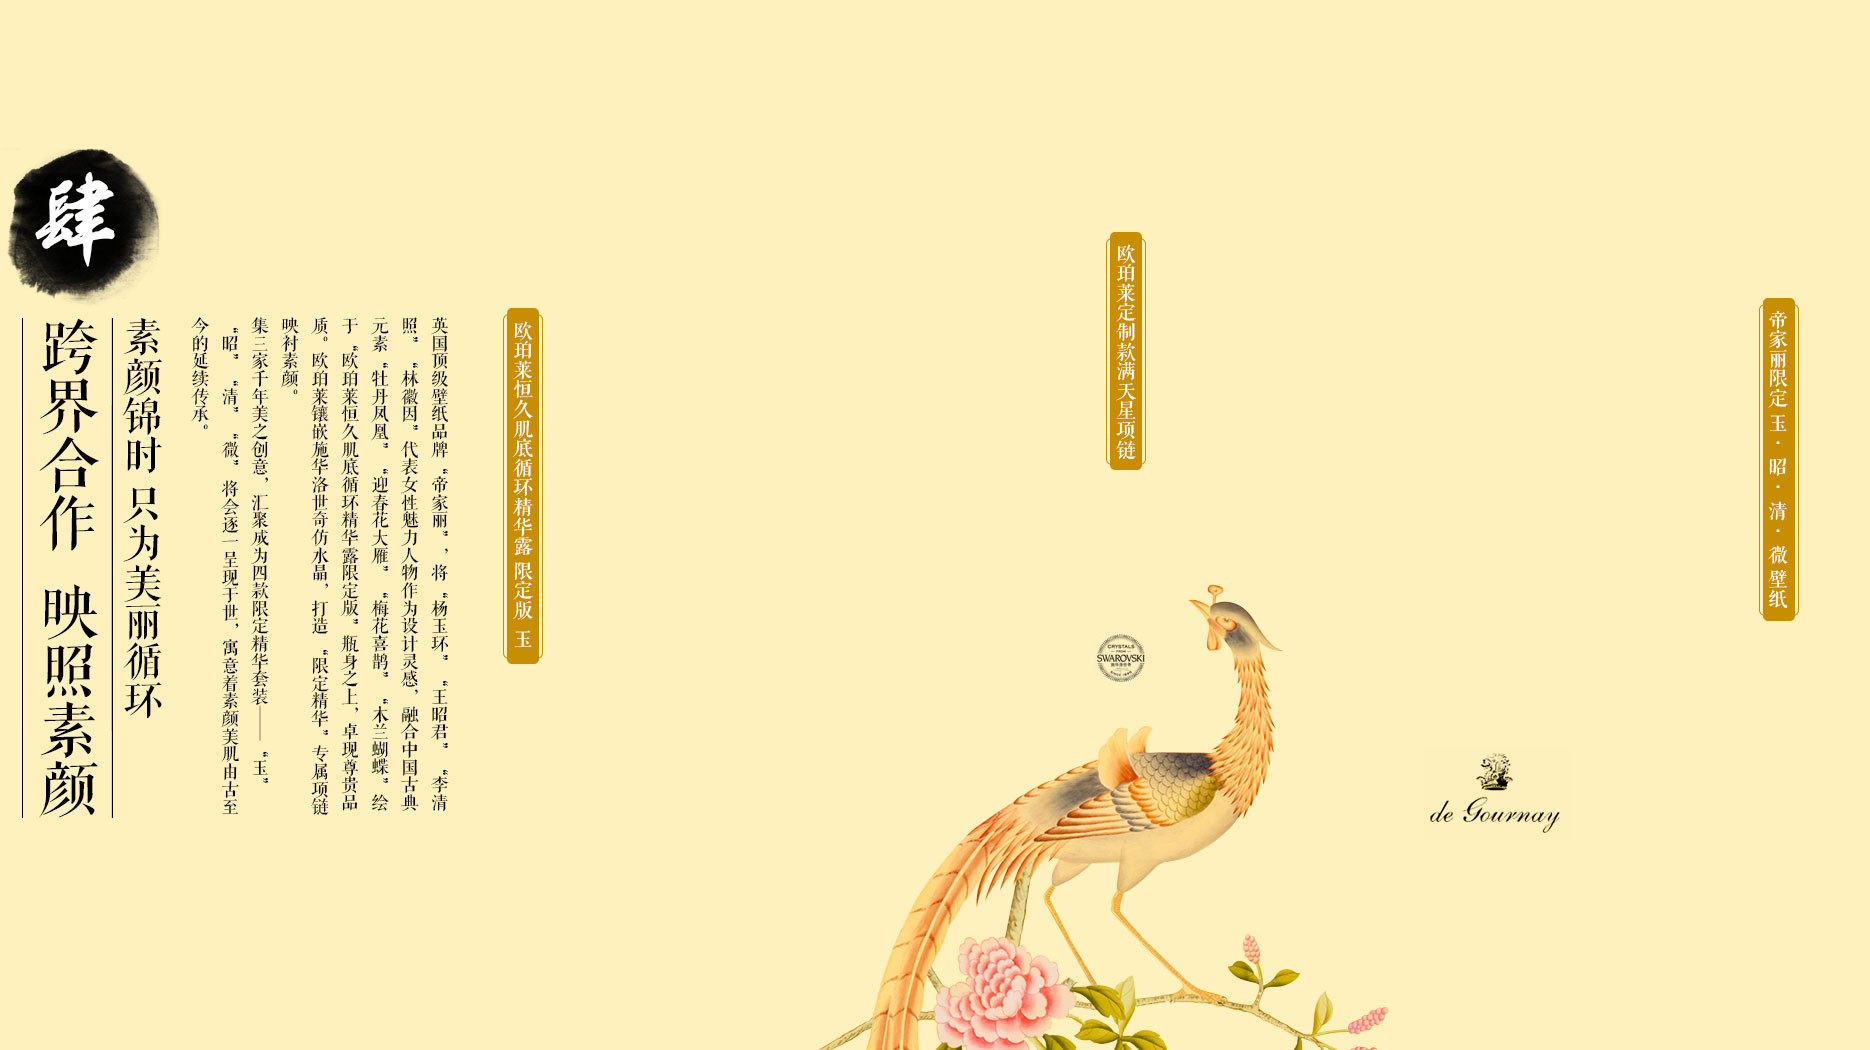 肆
跨界合作 映照素颜
素颜锦时 只为美丽循环
英国顶级壁纸品牌“帝家丽”，将“杨玉环”“王昭君”“李清
照”“林徽因”代表女性魅力人物作为设计灵感，融合中国古典
元素“牡丹凤凰”“迎春花大雁”“梅花喜鹊”“木兰蝴蝶”绘
于“欧珀莱恒久肌底循环精华露限定版”瓶身之上，卓现尊贵品
质。欧珀莱镶嵌施华洛世奇仿水晶，打造“限定精华”专属项链
映衬素颜。
集三家千年美之创意，汇聚成为四款限定精华套装——“玉”
“昭”“清”“微”将会逐一呈现于世，寓意着素颜美肌由古至
今的延续传承。
欧珀莱恒久肌底循环精华露 限定版 玉
欧珀莱定制款满天星项链
CRYSTALS
FROM
SWAROVSKI
帝家丽限定 玉·昭·清·微 壁纸
de Gournay